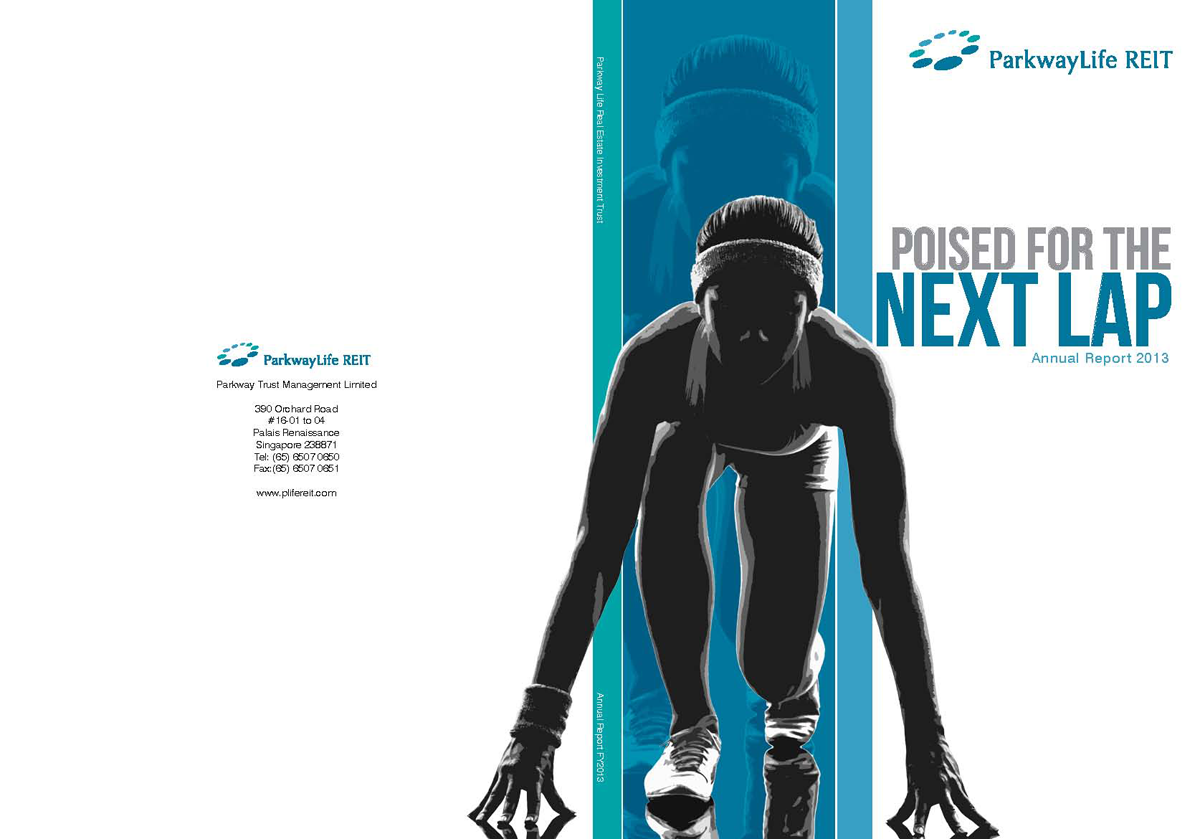 ParkwayLife REIT
Parkway Trust Management Limited
390 Orchard Road
#16-01 to 04
Palais Renaissance
Singapore 238871
Tel: (65) 6507 0650
Fax:(65) 6507 0651
www.plifereit.com
Parkway Life Real Estate Investment Trust
Annual Report FY2013
ParkwayLife REIT
POISED FOR THE
NEXT LAP
Annual Report 2013